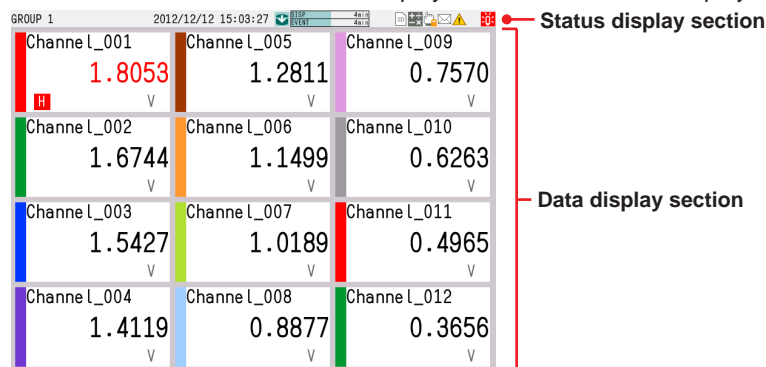 GROUP 1 2012/12/12 15:03:27 DISP 4min
EVENT 4min
SD
Status display section
Channel_001 Channel_005 Channel_009
1.8053 1.2811 0.7570
H V V V
Channel_002 Channel_006 Channel_010
1.6744 1.1499 0.6263
V V V
Data display section
Channel_003 Channel_007 Channel_011
1.5427 1.0189 0.4965
V V V
Channel_004 Channel_008 Channel_012
1.4119 0.8877 0.3656
V V V